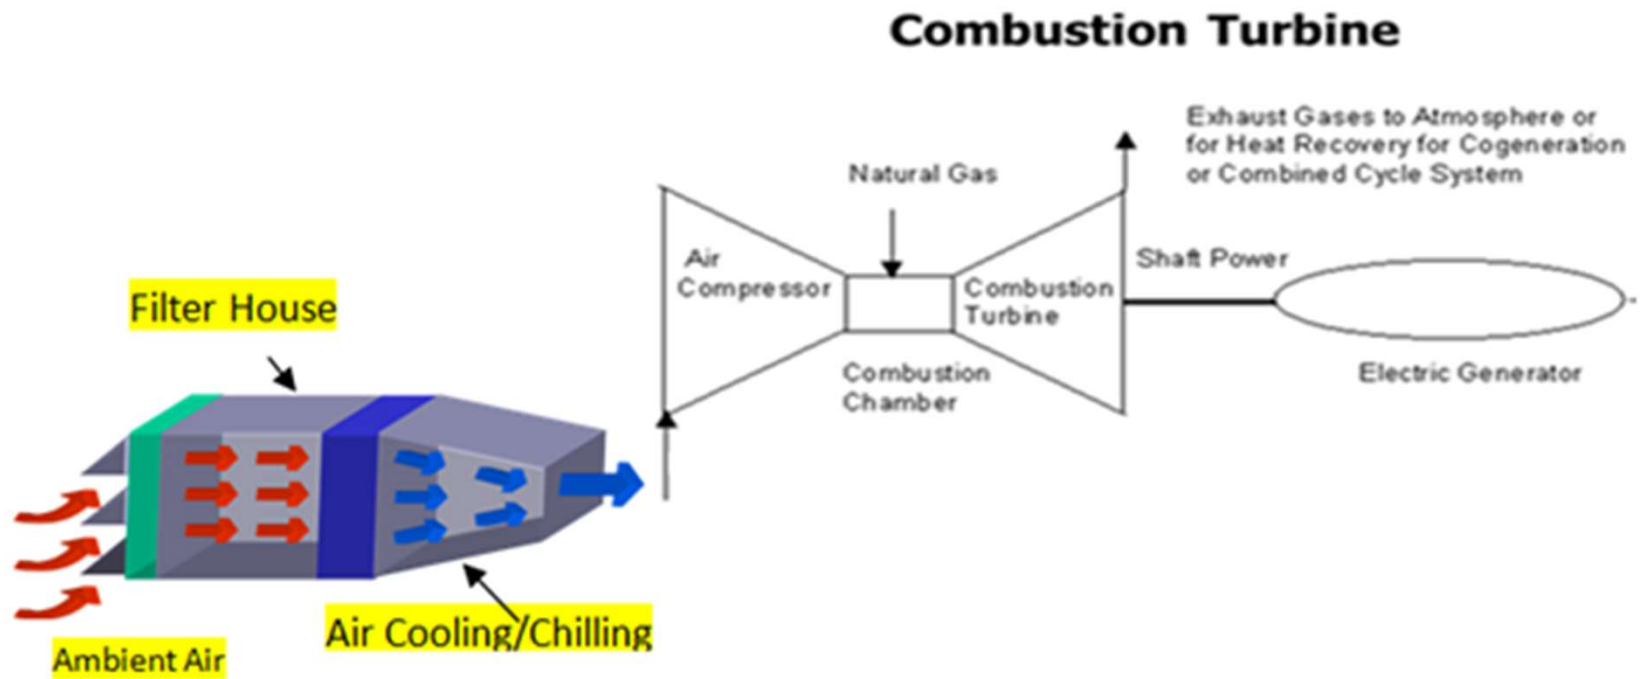 Combustion Turbine
Exhaust Gases to Atmosphere or
for Heat Recovery for Cogeneration
or Combined Cycle System
Natural Gas
Air
Compressor
Combustion
Turbine
Shaft Power
Combustion
Chamber
Electric Generator
Filter House
Air Cooling/Chilling
Ambient Air